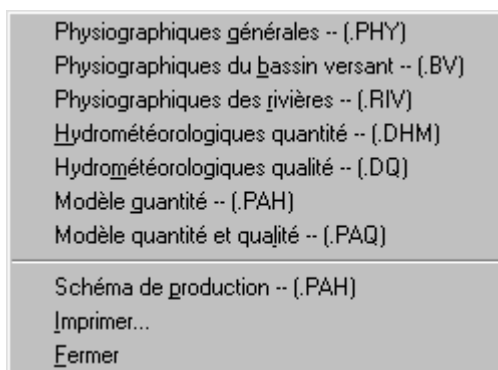 Physiographiques générales -- (.PHY)
Physiographiques du bassin versant -- (.BV)
Physiographiques des rivières -- (.RIV)
Hydrométéorologiques quantité -- (.DHM)
Hydrométéorologiques qualité -- (.DQ)
Modèle quantité -- (.PAH)
Modèle quantité et qualité -- (.PAQ)
Schéma de production -- (.PAH)
Imprimer...
Fermer